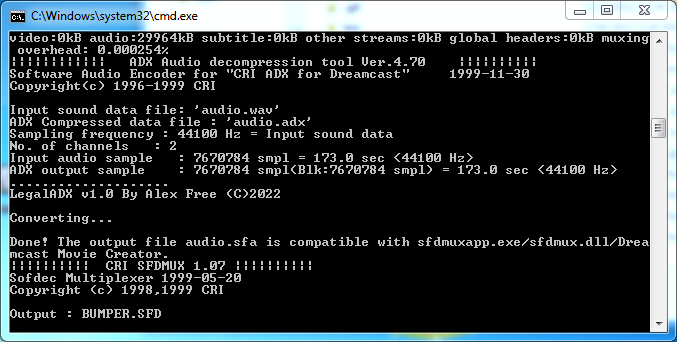 C:\Windows\system32\cmd.exe
video:0kB audio:29964kB subtitle:0kB other streams:0kB global headers:0kB muxing
overhead: 0.000254%
¦¦¦¦¦¦¦¦¦¦¦¦   ADX Audio decompression tool Ver.4.70    ¦¦¦¦¦¦¦¦¦¦
Software Audio Encoder for "CRI ADX for Dreamcast"     1999-11-30
Copyright(c) 1996-1999 CRI
Input sound data file: 'audio.wav'
ADX Compressed data file : 'audio.adx'
Sampling frequency : 44100 Hz = Input sound data
No. of channels   : 2
Input audio sample   : 7670784 smpl = 173.0 sec (44100 Hz)
ADX output sample    : 7670784 smpl(Blk:7670784 smpl) = 173.0 sec (44100 Hz)
....................
LegalADX v1.0 By Alex Free (C)2022
Converting...
Done! The output file audio.sfa is compatible with sfdmuxapp.exe/sfdmux.dll/Drea
mcast Movie Creator.
¦¦¦¦¦¦¦¦¦¦  CRI SFDMUX 1.07 ¦¦¦¦¦¦¦¦¦¦
Sofdec Multiplexer 1999-05-20
Copyright (c) 1998,1999 CRI
Output : BUMPER.SFD